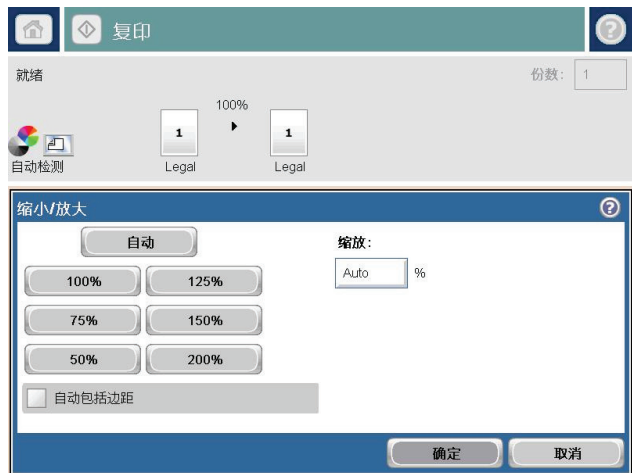 复印
?
就绪
份数: 1
100%
1
1
自动检测
Legal
Legal
缩小/放大
?
自动
缩放:
Auto %
100%
125%
75%
150%
50%
200%
自动包括边距
确定
取消